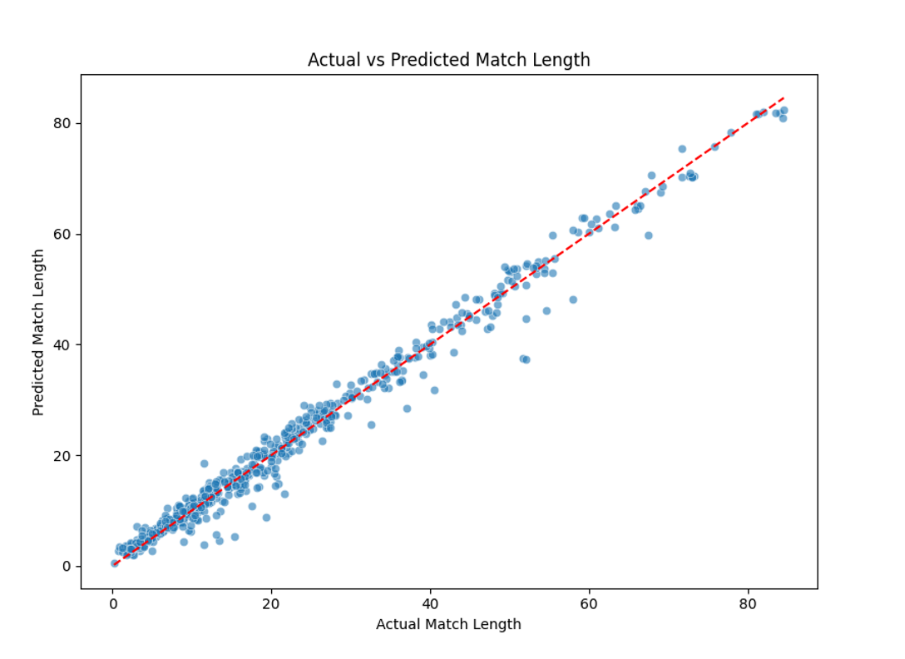 Actual vs Predicted Match Length
80
60
40
20
0
Predicted Match Length
0 20 40 60 80
Actual Match Length